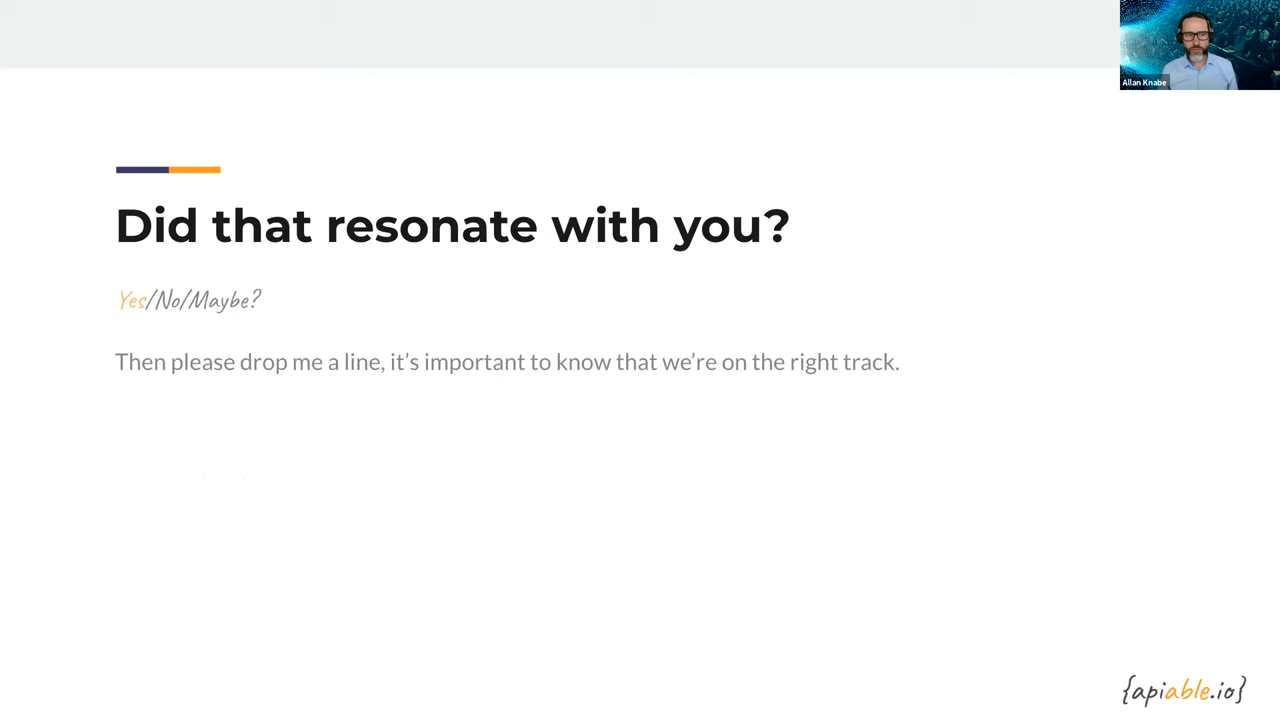 Allan Knabe
Did that resonate with you?
Yes/No/Maybe?
Then please drop me a line, it’s important to know that we’re on the right track.
{apiable.io}